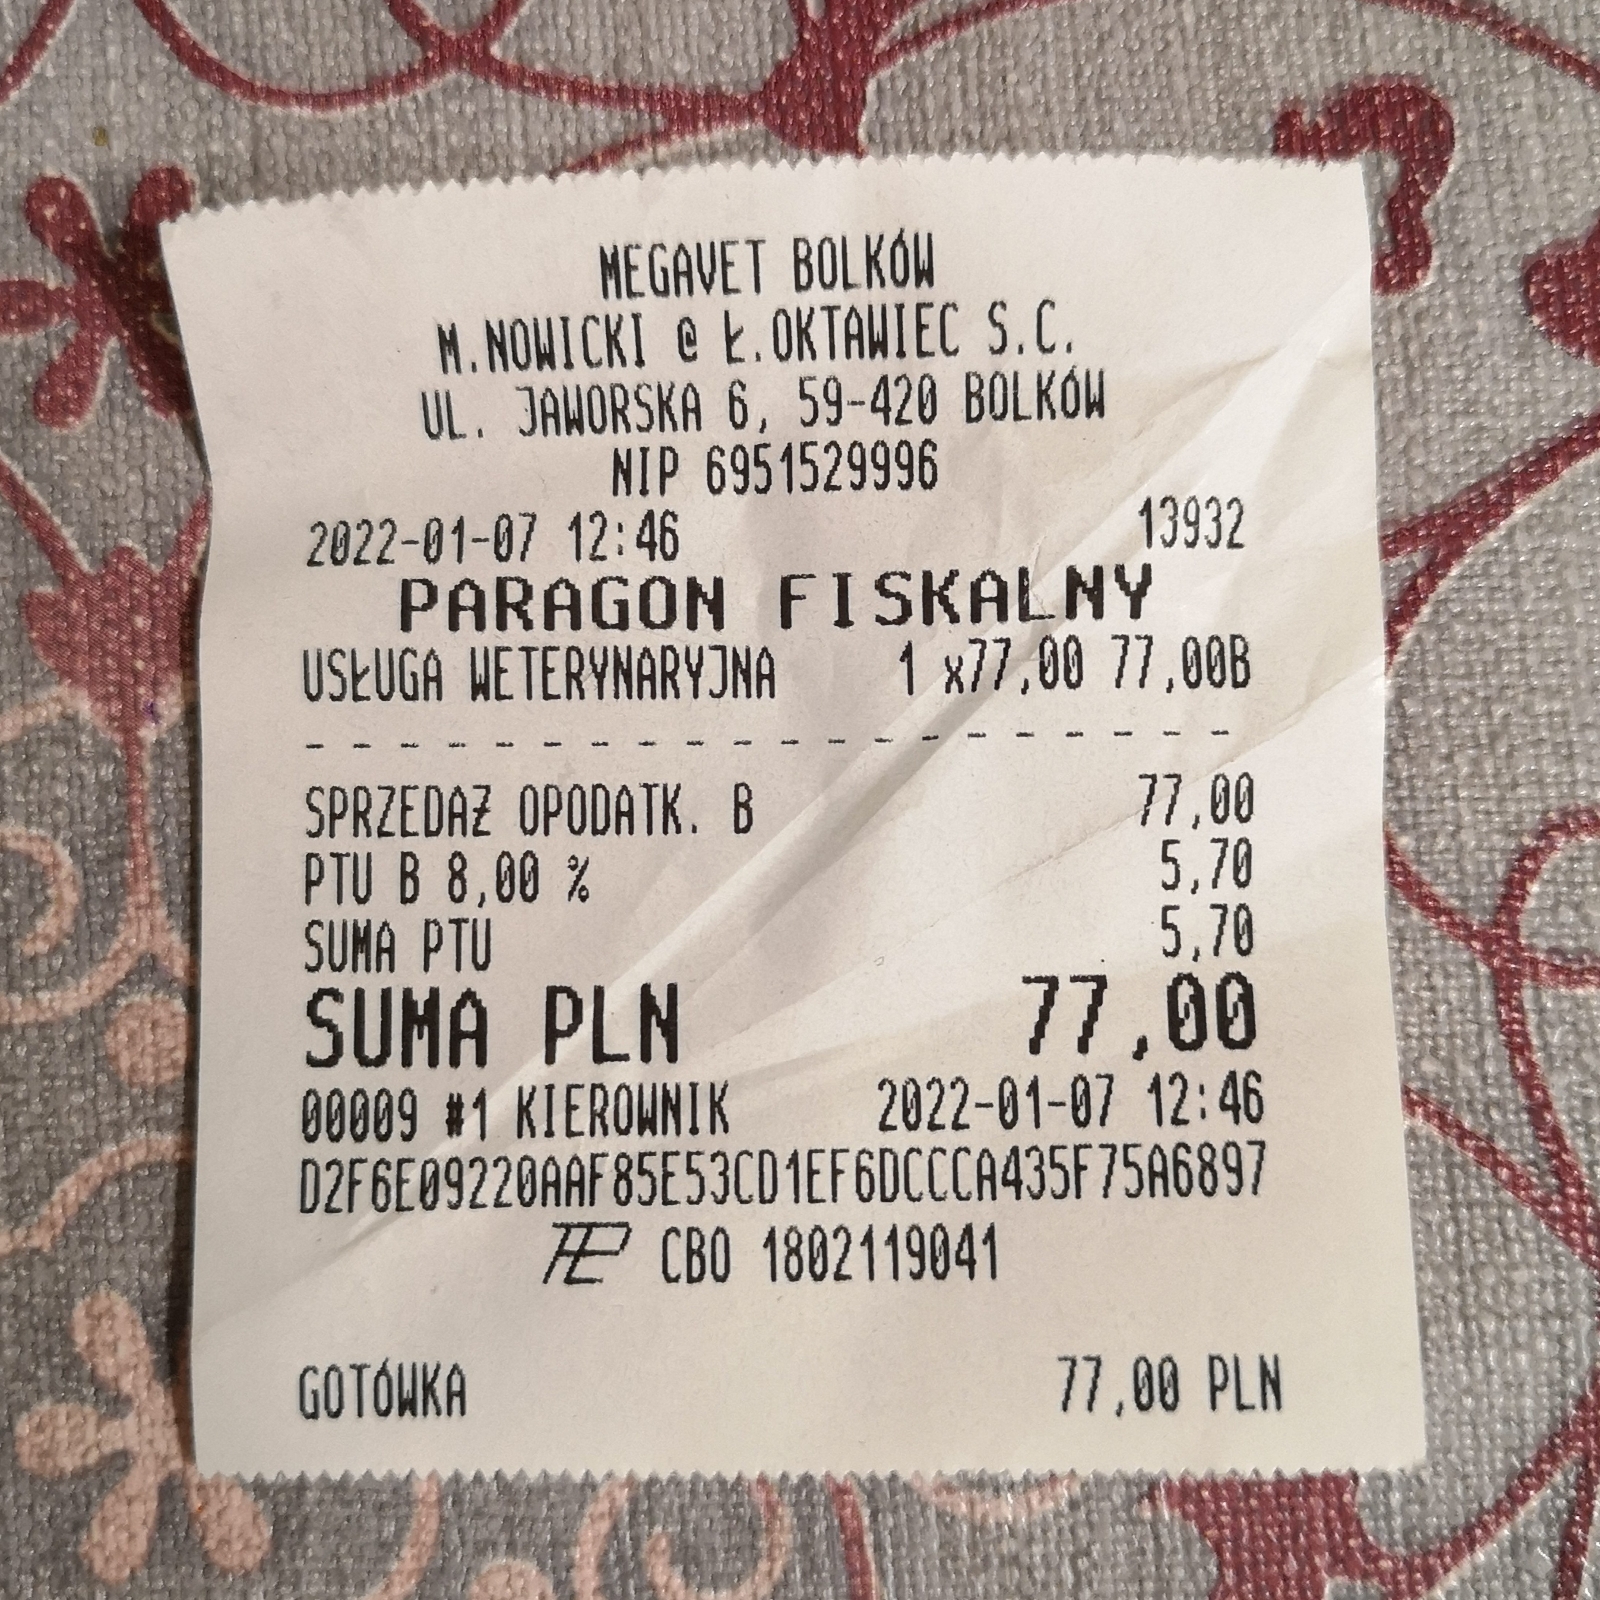 MEGAVET BOLKÓW
M.NOWICKI @ Ł.OKTAWIEC S.C.
UL. JAWORSKA 6, 59-420 BOLKÓW
NIP 6951529996
2022-01-07 12:46 13932
PARAGON FISKALNY
USŁUGA WETERYNARYJNA 1 x77,00 77,00B
- - - - - - - - - - - - - - - - - - - -
SPRZEDAŻ OPODATK. B 77,00
PTU B 8,00 % 5,70
SUMA PTU 5,70
SUMA PLN 77,00
00009 #1 KIEROWNIK 2022-01-07 12:46
D2F6E09220AAF85E53CD1EF6DCCCA435F75A6897
CBO 1802119041
GOTÓWKA 77,00 PLN